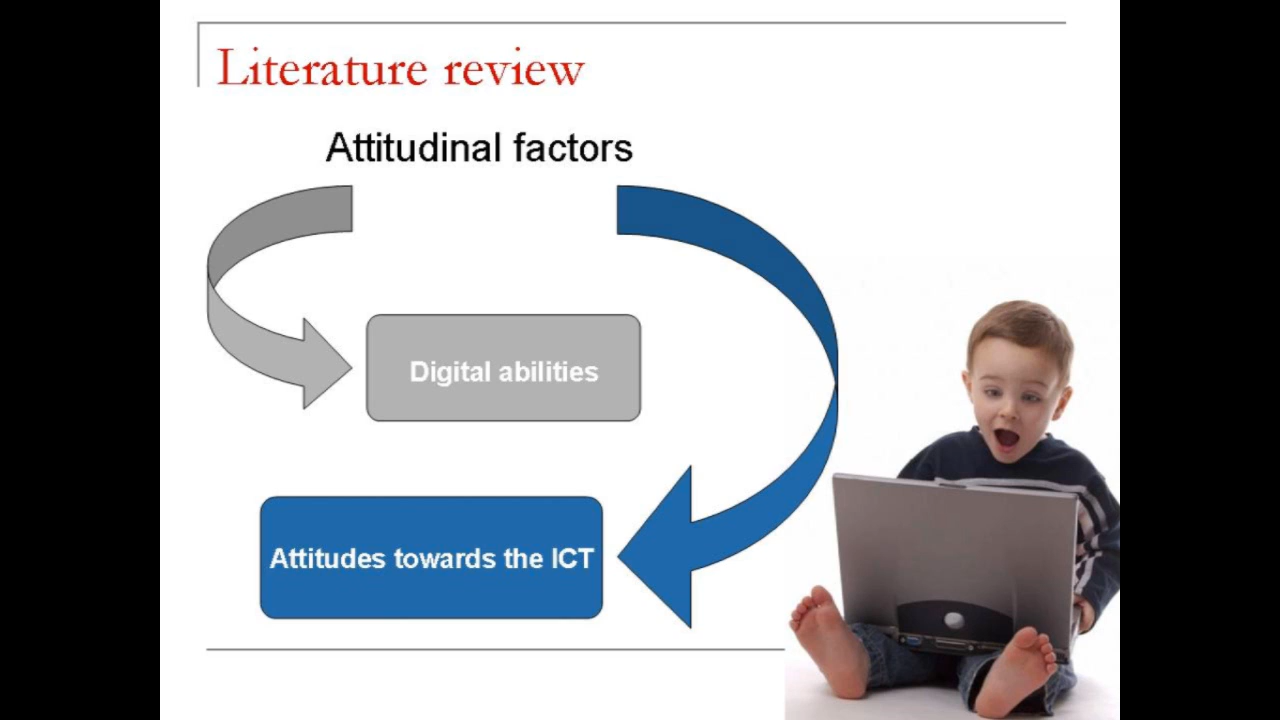 Literature review
Attitudinal factors
Digital abilities
Attitudes towards the ICT